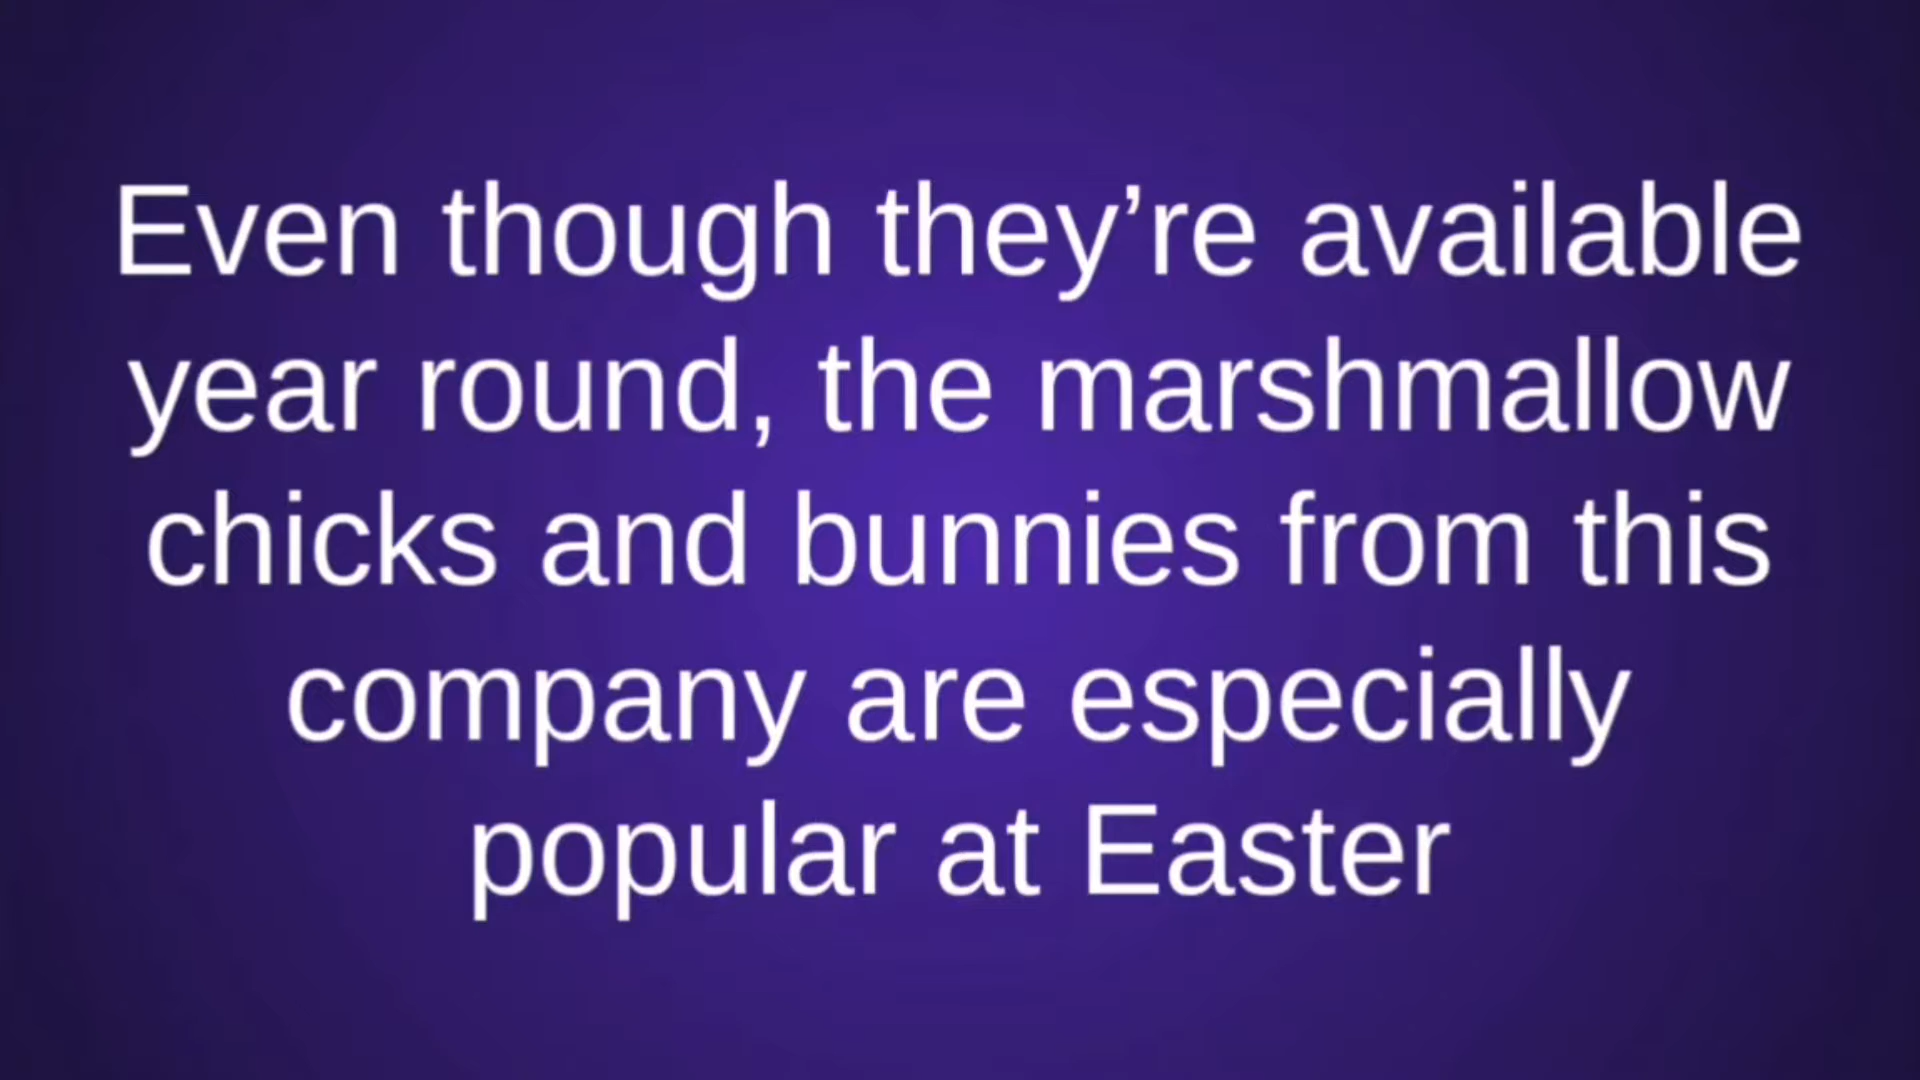 Even though they’re available
year round, the marshmallow
chicks and bunnies from this
company are especially
popular at Easter